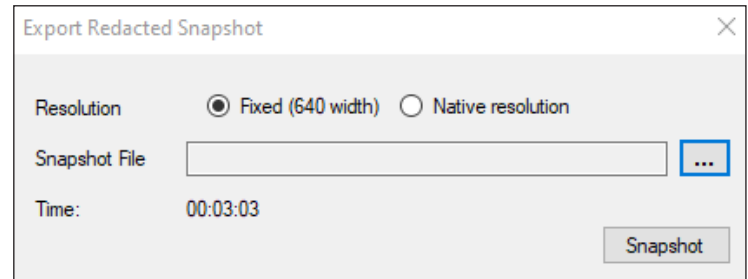 Export Redacted Snapshot
Resolution Fixed (640 width) Native resolution
Snapshot File ...
Time: 00:03:03
Snapshot